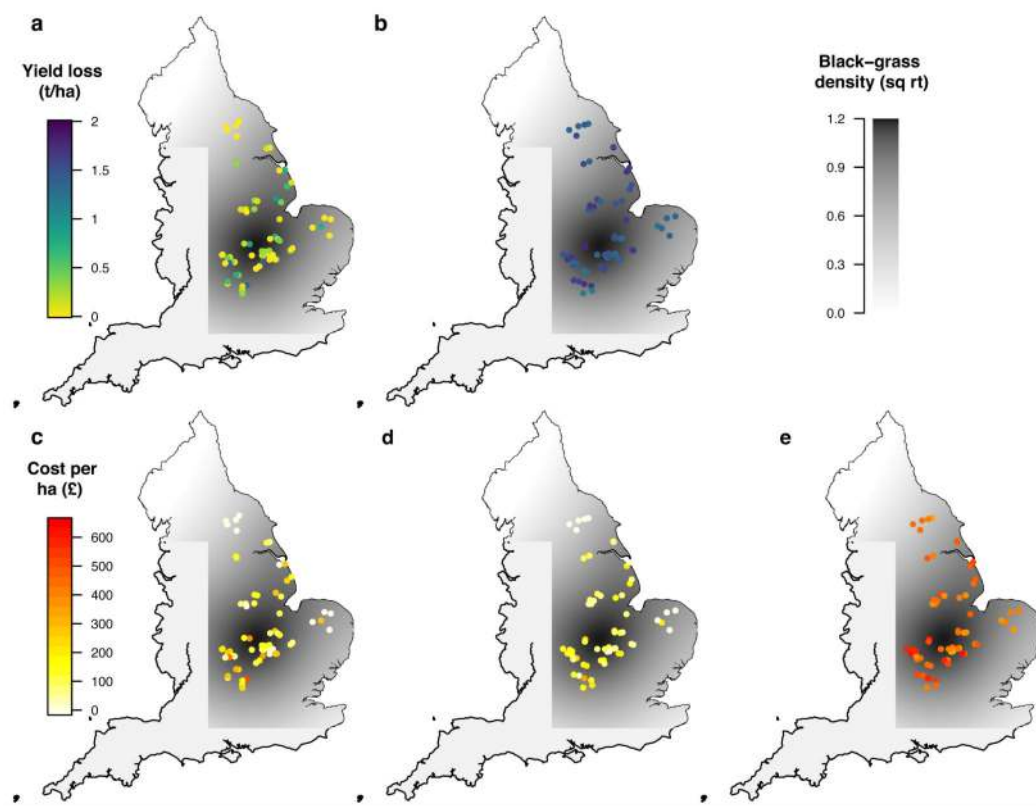 a
b
Yield loss
(t/ha)
2
1.5
1
0.5
0
Black−grass
density (sq rt)
1.2
0.9
0.6
0.3
0.0
c
d
e
Cost per
ha (£)
600
500
400
300
200
100
0